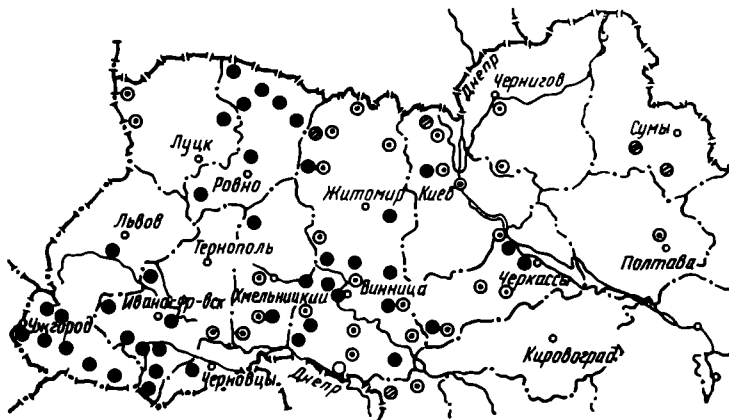 Днепр
Чернигов
Сумы
Луцк
Ровно
Житомир
Киев
Львов
Тернополь
Полтава
Хмельницкий
Винница
Черкассы
Ивано-Фр-вск
Ужгород
Кировоград
Черновцы
Днепр